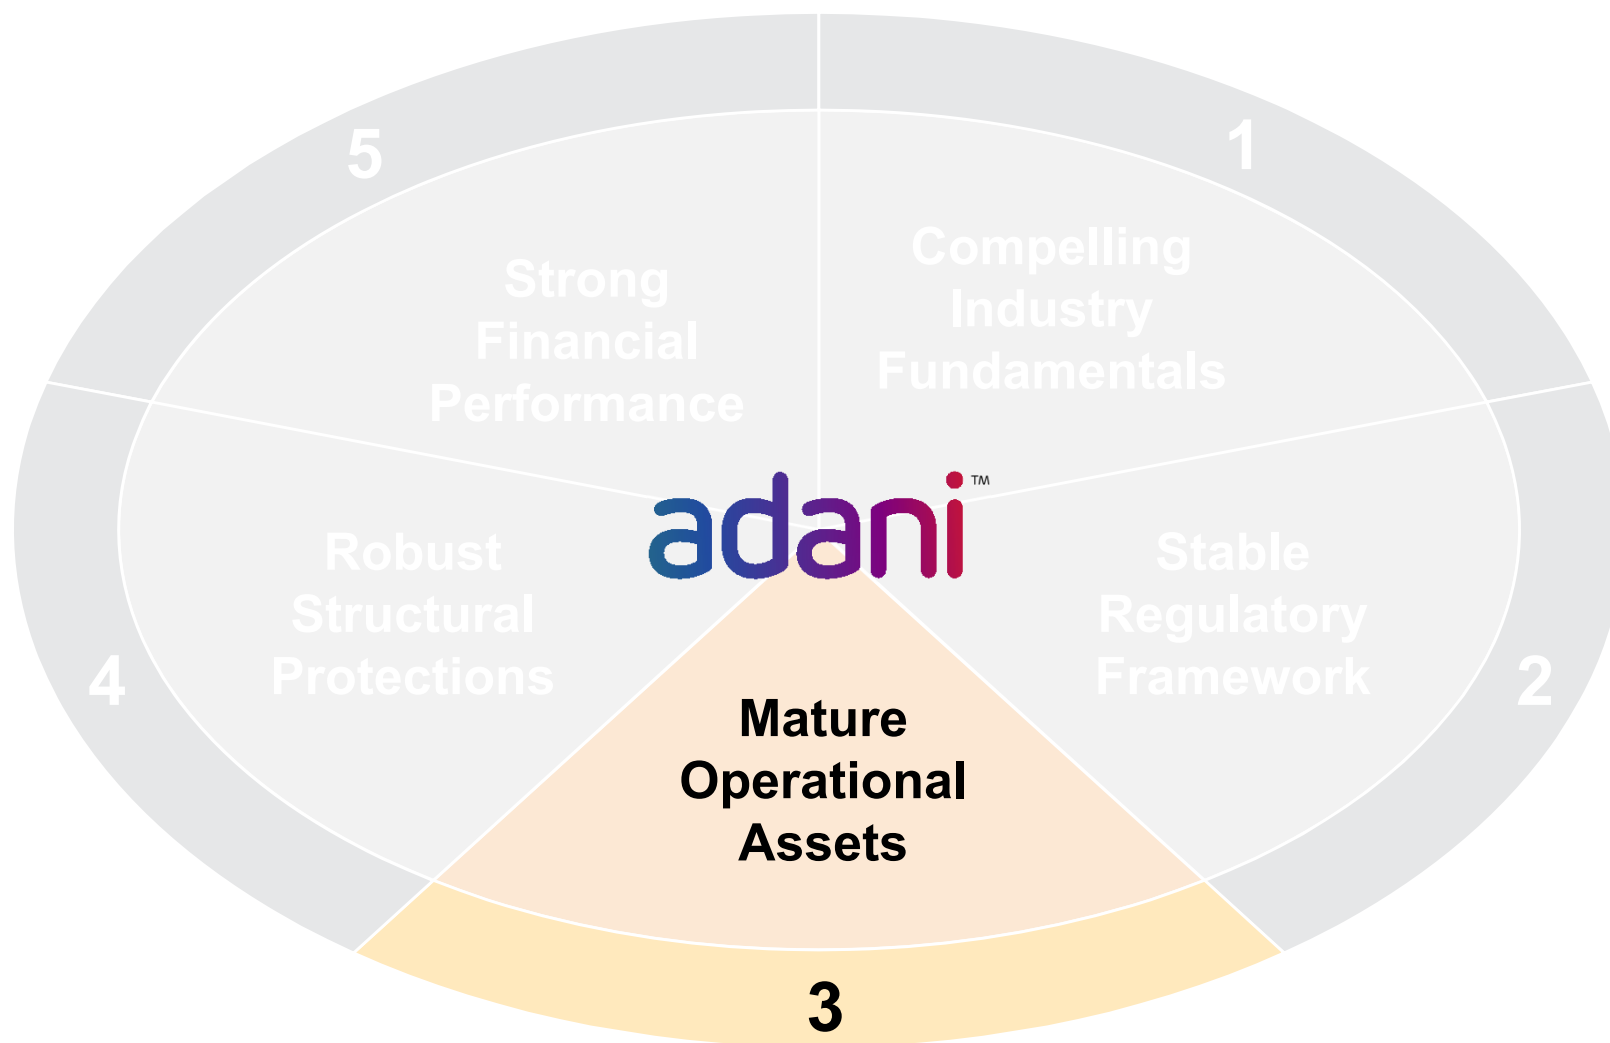 1
Compelling
Industry
Fundamentals
2
Stable
Regulatory
Framework
3
Mature
Operational
Assets
4
Robust
Structural
Protections
5
Strong
Financial
Performance
adani™